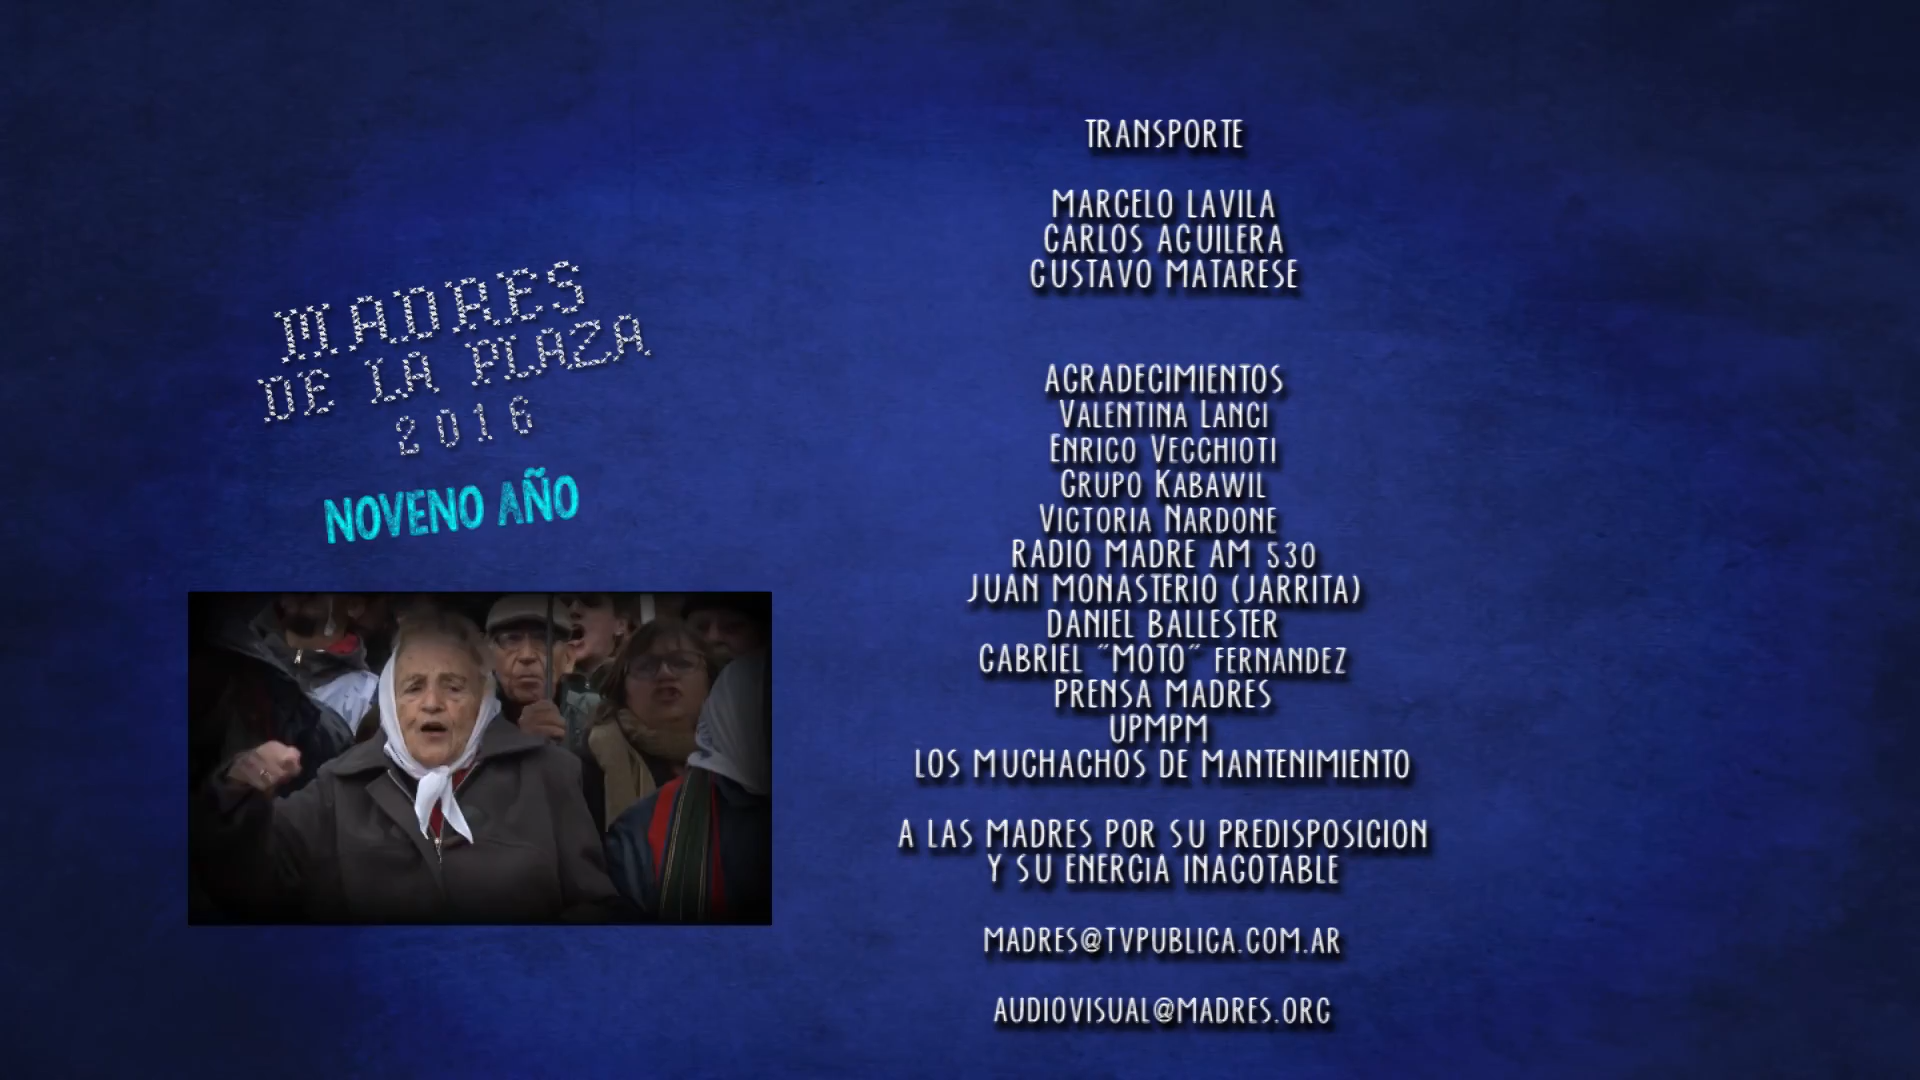 MADRES
DE LA PLAZA
2016
NOVENO AÑO
TRANSPORTE
MARCELO LAVILA
CARLOS AGUILERA
GUSTAVO MATARESE
AGRADECIMIENTOS
VALENTINA LANCI
ENRICO VECCHIOTI
GRUPO KABAWIL
VICTORIA NARDONE
RADIO MADRE AM 530
JUAN MONASTERIO (JARRITA)
DANIEL BALLESTER
GABRIEL "MOTO" FERNANDEZ
PRENSA MADRES
UPMPM
LOS MUCHACHOS DE MANTENIMIENTO
A LAS MADRES POR SU PREDISPOSICION
Y SU ENERGIA INAGOTABLE
MADRES@TVPUBLICA.COM.AR
AUDIOVISUAL@MADRES.ORG